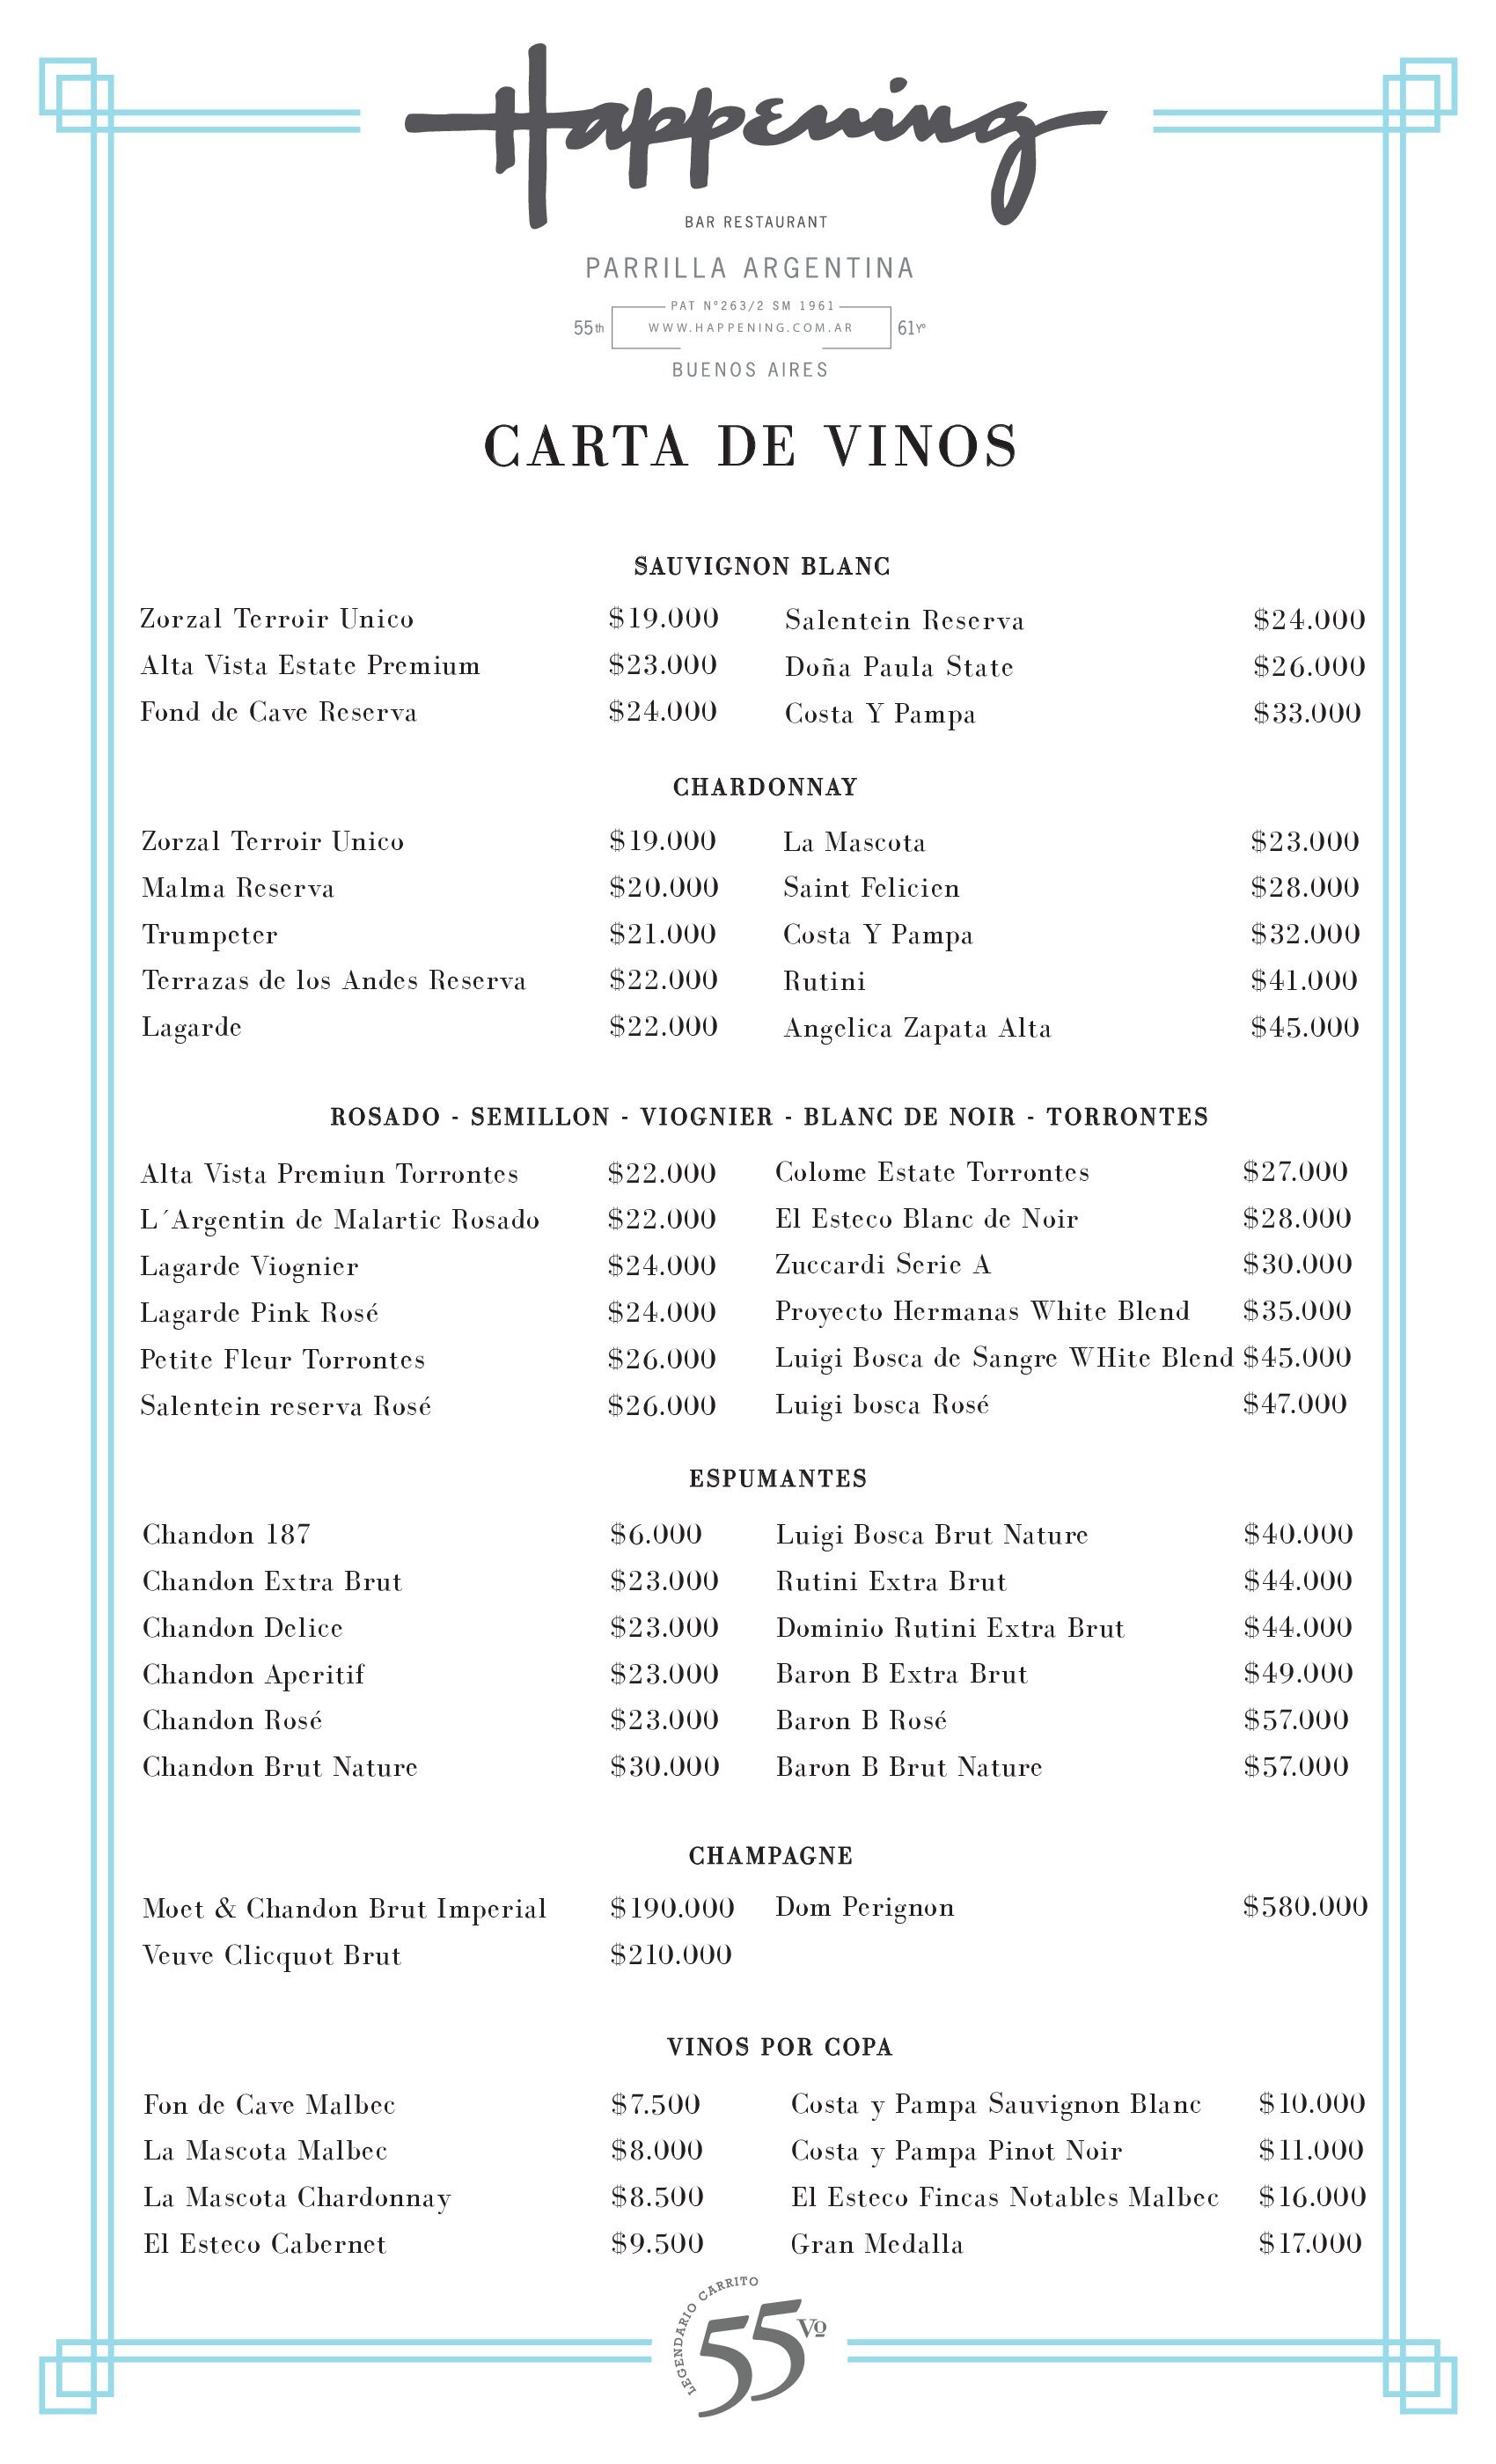 Happening
BAR RESTAURANT
PARRILLA ARGENTINA
PAT Nº263/2 SM 1961
55th WWW.HAPPENING.COM.AR 61Yº
BUENOS AIRES
CARTA DE VINOS
SAUVIGNON BLANC
Zorzal Terroir Unico $19.000
Alta Vista Estate Premium $23.000
Fond de Cave Reserva $24.000
Salentein Reserva $24.000
Doña Paula State $26.000
Costa Y Pampa $33.000
CHARDONNAY
Zorzal Terroir Unico $19.000
Malma Reserva $20.000
Trumpeter $21.000
Terrazas de los Andes Reserva $22.000
Lagarde $22.000
La Mascota $23.000
Saint Felicien $28.000
Costa Y Pampa $32.000
Rutini $41.000
Angelica Zapata Alta $45.000
ROSADO - SEMILLON - VIOGNIER - BLANC DE NOIR - TORRONTES
Alta Vista Premiun Torrontes $22.000
L´Argentin de Malartic Rosado $22.000
Lagarde Viognier $24.000
Lagarde Pink Rosé $24.000
Petite Fleur Torrontes $26.000
Salentein reserva Rosé $26.000
Colome Estate Torrontes $27.000
El Esteco Blanc de Noir $28.000
Zuccardi Serie A $30.000
Proyecto Hermanas White Blend $35.000
Luigi Bosca de Sangre WHite Blend $45.000
Luigi bosca Rosé $47.000
ESPUMANTES
Chandon 187 $6.000
Chandon Extra Brut $23.000
Chandon Delice $23.000
Chandon Aperitif $23.000
Chandon Rosé $23.000
Chandon Brut Nature $30.000
Luigi Bosca Brut Nature $40.000
Rutini Extra Brut $44.000
Dominio Rutini Extra Brut $44.000
Baron B Extra Brut $49.000
Baron B Rosé $57.000
Baron B Brut Nature $57.000
CHAMPAGNE
Moet & Chandon Brut Imperial $190.000
Veuve Clicquot Brut $210.000
Dom Perignon $580.000
VINOS POR COPA
Fon de Cave Malbec $7.500
La Mascota Malbec $8.000
La Mascota Chardonnay $8.500
El Esteco Cabernet $9.500
Costa y Pampa Sauvignon Blanc $10.000
Costa y Pampa Pinot Noir $11.000
El Esteco Fincas Notables Malbec $16.000
Gran Medalla $17.000
LEGENDARIO CARRITO
55 Vº